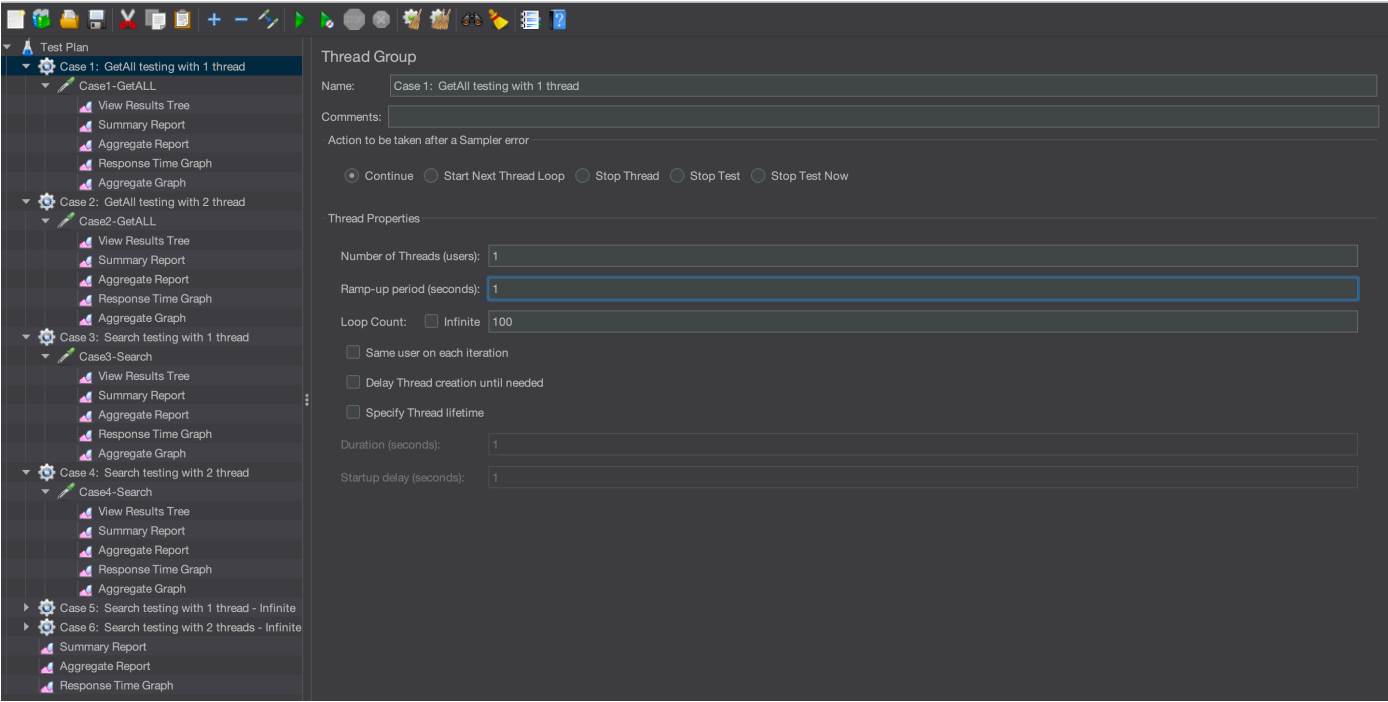 Test Plan
Case 1: GetAll testing with 1 thread
Case1-GetALL
View Results Tree
Summary Report
Aggregate Report
Response Time Graph
Aggregate Graph
Case 2: GetAll testing with 2 thread
Case2-GetALL
View Results Tree
Summary Report
Aggregate Report
Response Time Graph
Aggregate Graph
Case 3: Search testing with 1 thread
Case3-Search
View Results Tree
Summary Report
Aggregate Report
Response Time Graph
Aggregate Graph
Case 4: Search testing with 2 thread
Case4-Search
View Results Tree
Summary Report
Aggregate Report
Response Time Graph
Aggregate Graph
Case 5: Search testing with 1 thread - Infinite
Case 6: Search testing with 2 threads - Infinite
Summary Report
Aggregate Report
Response Time Graph
Thread Group
Name: Case 1: GetAll testing with 1 thread
Comments:
Action to be taken after a Sampler error
Continue Start Next Thread Loop Stop Thread Stop Test Stop Test Now
Thread Properties
Number of Threads (users): 1
Ramp-up period (seconds): 1
Loop Count: Infinite 100
Same user on each iteration
Delay Thread creation until needed
Specify Thread lifetime
Duration (seconds): 1
Startup delay (seconds): 1